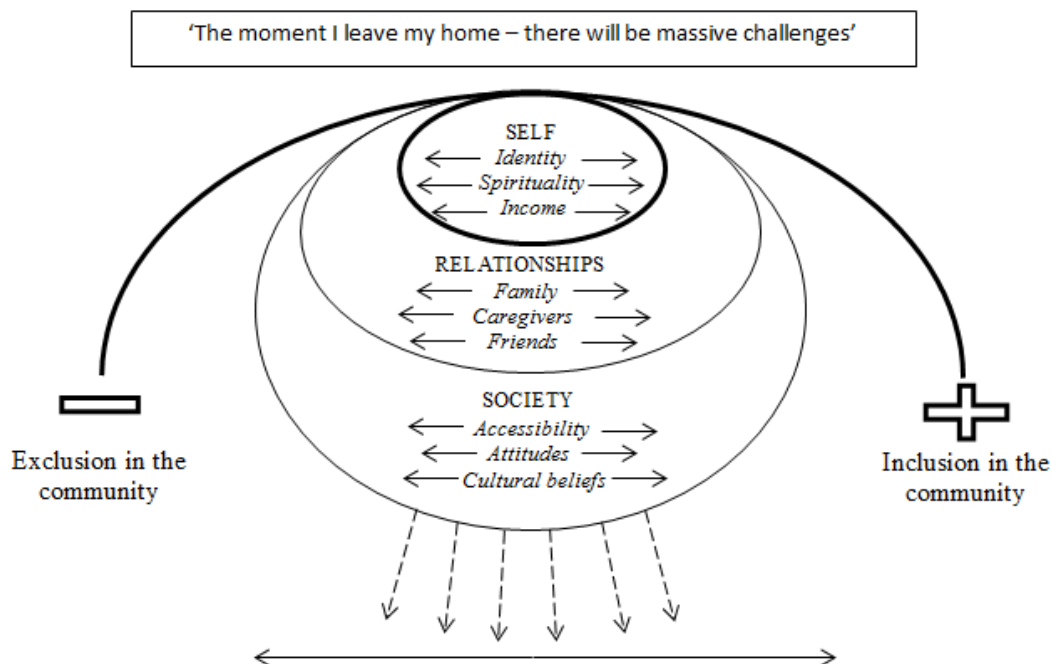 ‘The moment I leave my home – there will be massive challenges’
SELF
Identity
Spirituality
Income
RELATIONSHIPS
Family
Caregivers
Friends
SOCIETY
Accessibility
Attitudes
Cultural beliefs
Exclusion in the
community
Inclusion in the
community